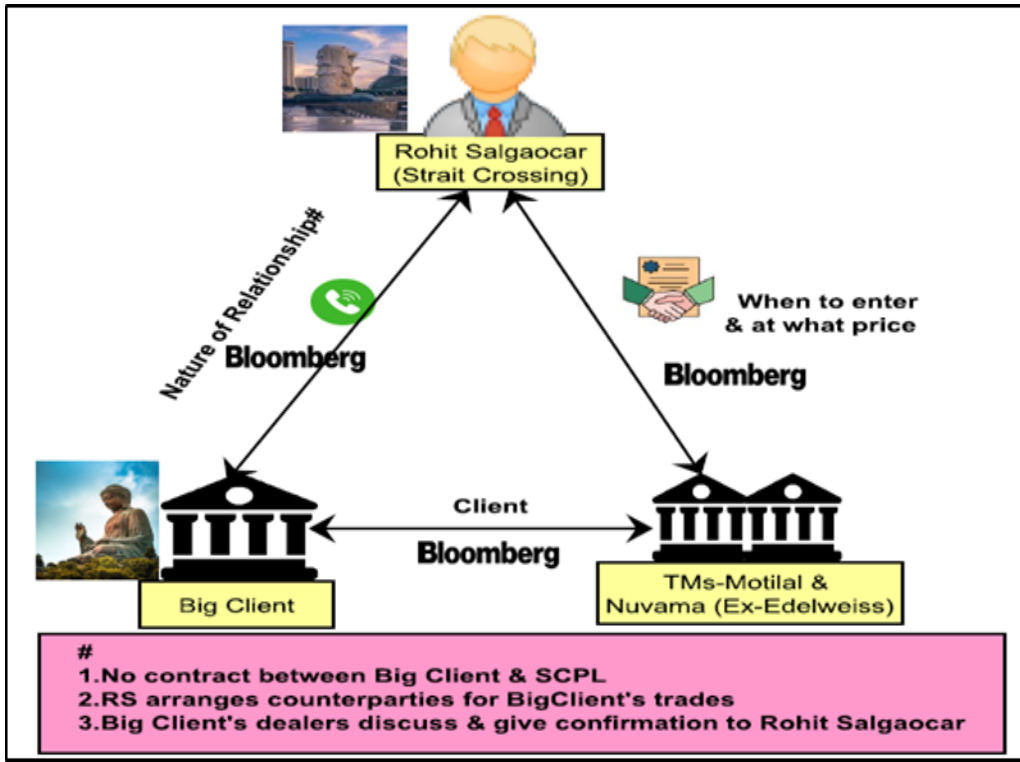 Rohit Salgaocar
(Strait Crossing)
Nature of Relationship#
Bloomberg
When to enter
& at what price
Bloomberg
Client
Bloomberg
Big Client
TMs-Motilal &
Nuvama (Ex-Edelweiss)
#
1.No contract between Big Client & SCPL
2.RS arranges counterparties for BigClient's trades
3.Big Client's dealers discuss & give confirmation to Rohit Salgaocar